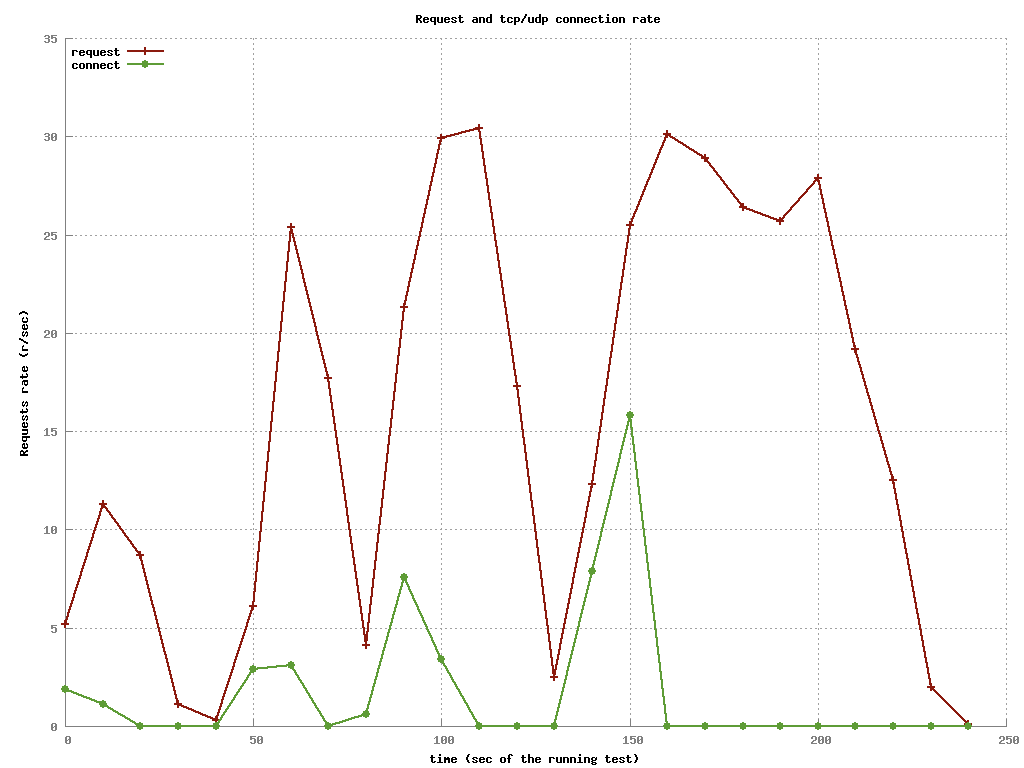 Request and tcp/udp connection rate
35
request
connect
30
25
20
Requests rate (r/sec)
15
10
5
0
0 50 100 150 200 250
time (sec of the running test)